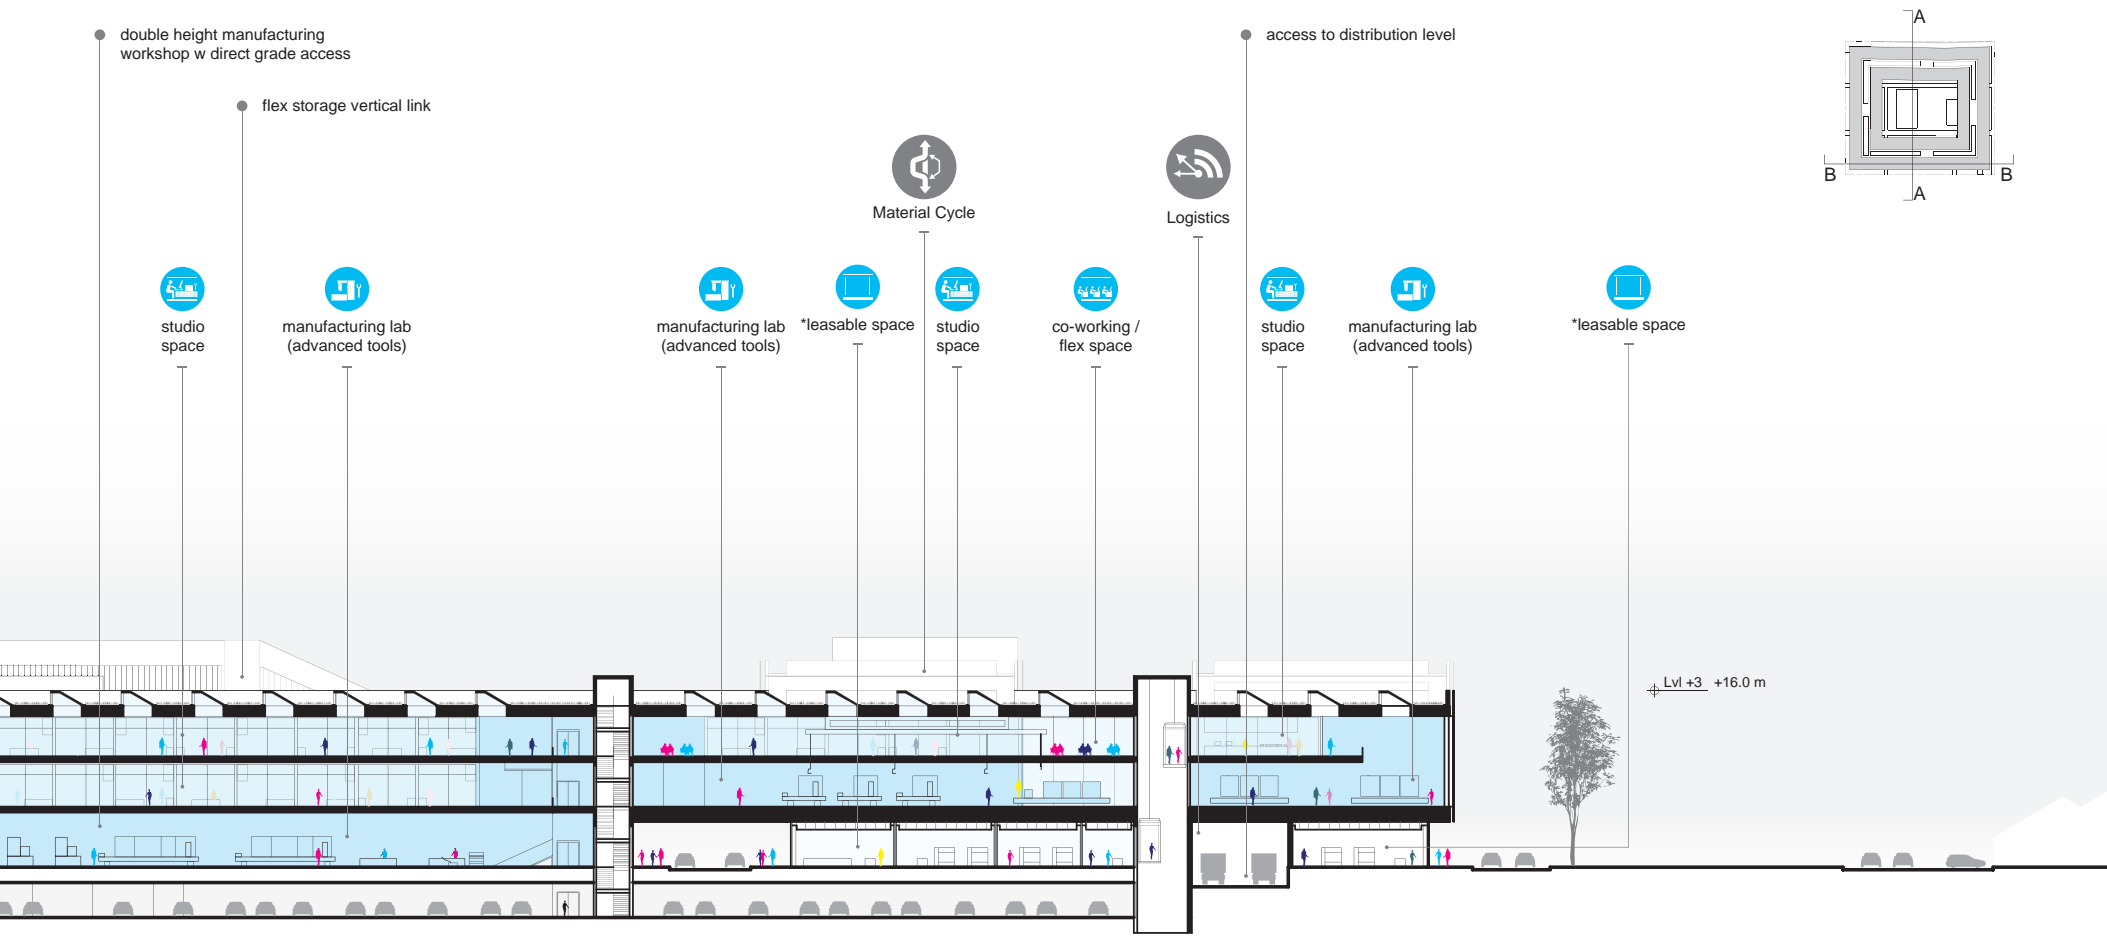 double height manufacturing
workshop w direct grade access
flex storage vertical link
access to distribution level
A
B
B
A
Material Cycle
Logistics
studio
space
manufacturing lab
(advanced tools)
manufacturing lab
(advanced tools)
*leasable space
studio
space
co-working /
flex space
studio
space
manufacturing lab
(advanced tools)
*leasable space
Lvl +3 +16.0 m